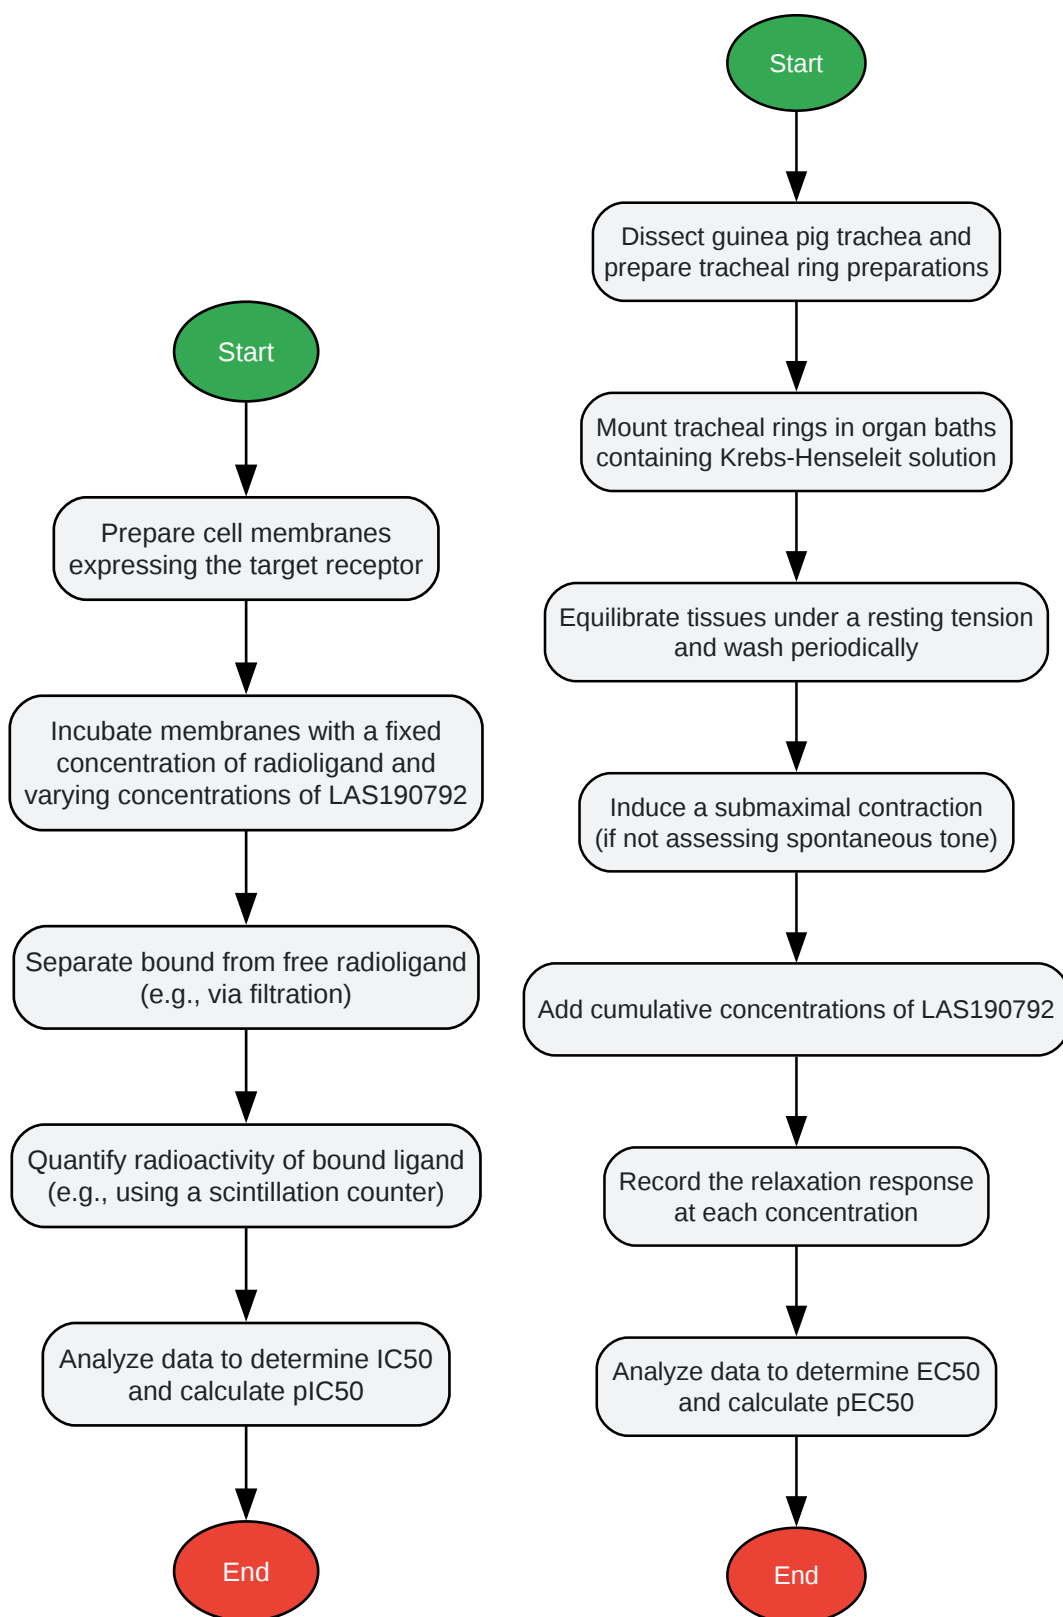 Start
Prepare cell membranes
expressing the target receptor
Incubate membranes with a fixed
concentration of radioligand and
varying concentrations of LAS190792
Separate bound from free radioligand
(e.g., via filtration)
Quantify radioactivity of bound ligand
(e.g., using a scintillation counter)
Analyze data to determine IC50
and calculate pIC50
End
Start
Dissect guinea pig trachea and
prepare tracheal ring preparations
Mount tracheal rings in organ baths
containing Krebs-Henseleit solution
Equilibrate tissues under a resting tension
and wash periodically
Induce a submaximal contraction
(if not assessing spontaneous tone)
Add cumulative concentrations of LAS190792
Record the relaxation response
at each concentration
Analyze data to determine EC50
and calculate pEC50
End